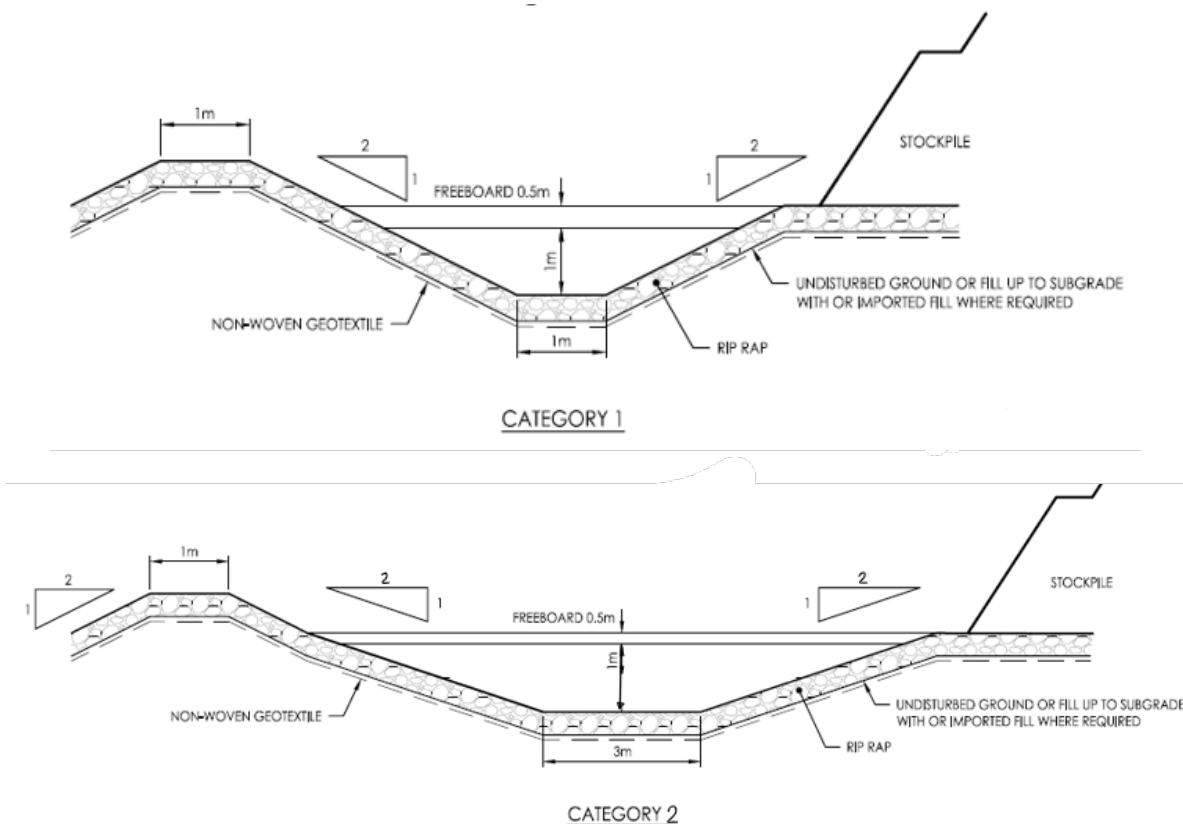 1m
2
1
2
1
STOCKPILE
FREEBOARD 0.5m
1m
UNDISTURBED GROUND OR FILL UP TO SUBGRADE
WITH OR IMPORTED FILL WHERE REQUIRED
NON-WOVEN GEOTEXTILE
RIP RAP
1m
CATEGORY 1
1m
2
1
2
1
2
1
STOCKPILE
FREEBOARD 0.5m
1m
UNDISTURBED GROUND OR FILL UP TO SUBGRADE
WITH OR IMPORTED FILL WHERE REQUIRED
NON-WOVEN GEOTEXTILE
RIP RAP
3m
CATEGORY 2